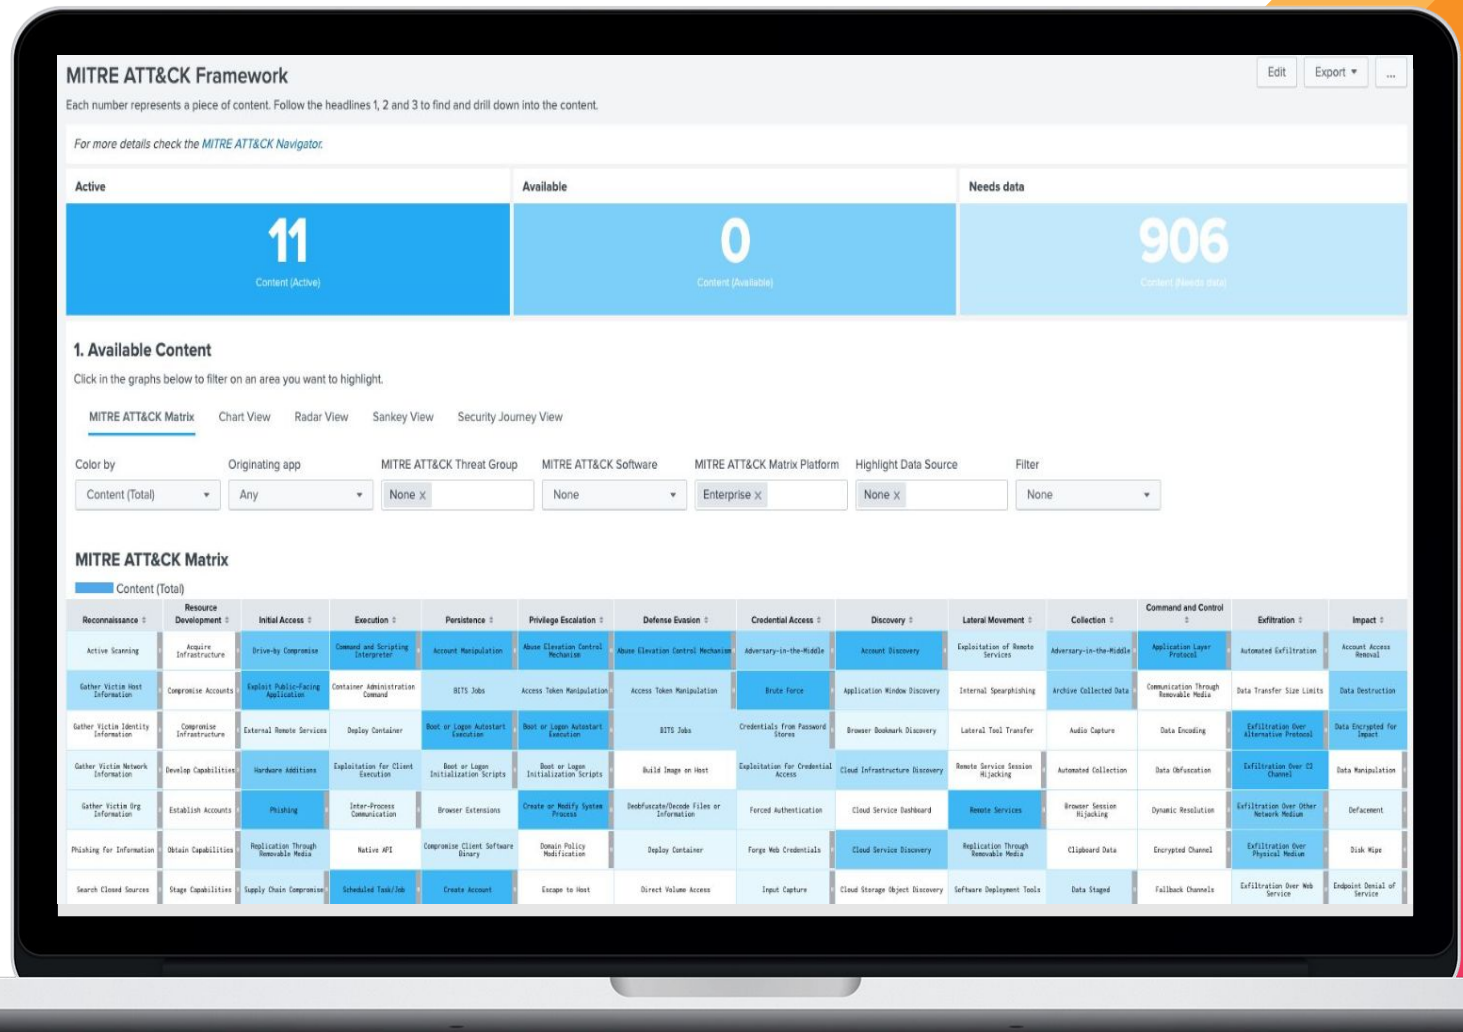 MITRE ATT&CK Framework
Edit
Export
...
Each number represents a piece of content. Follow the headlines 1, 2 and 3 to find and drill down into the content.
For more details check the MITRE ATT&CK Navigator.
Active
Available
Needs data
11
0
906
Content (Active)
Content (Available)
Content (Needs data)
1. Available Content
Click in the graphs below to filter on an area you want to highlight.
MITRE ATT&CK Matrix
Chart View
Radar View
Sankey View
Security Journey View
Color by
Originating app
MITRE ATT&CK Threat Group
MITRE ATT&CK Software
MITRE ATT&CK Matrix Platform
Highlight Data Source
Filter
Content (Total)
Any
None x
None
Enterprise x
None x
None
MITRE ATT&CK Matrix
Content (Total)
Reconnaissance
Resource
Development
Initial Access
Execution
Persistence
Privilege Escalation
Defense Evasion
Credential Access
Discovery
Lateral Movement
Collection
Command and Control
Exfiltration
Impact
Active Scanning
Acquire
Infrastructure
Drive-by Compromise
Command and Scripting
Interpreter
Account Manipulation
Abuse Elevation Control
Mechanism
Abuse Elevation Control Mechanism
Adversary-in-the-Middle
Account Discovery
Exploitation of Remote
Services
Adversary-in-the-Middle
Application Layer
Protocol
Automated Exfiltration
Account Access
Removal
Gather Victim Host
Information
Compromise Accounts
Exploit Public-Facing
Application
Container Administration
Command
BITS Jobs
Access Token Manipulation
Access Token Manipulation
Brute Force
Application Window Discovery
Internal Spearphishing
Archive Collected Data
Communication Through
Removable Media
Data Transfer Size Limits
Data Destruction
Gather Victim Identity
Information
Compromise
Infrastructure
External Remote Services
Deploy Container
Boot or Logon Autostart
Execution
Boot or Logon Autostart
Execution
BITS Jobs
Credentials from Password
Stores
Browser Bookmark Discovery
Lateral Tool Transfer
Audio Capture
Data Encoding
Exfiltration Over
Alternative Protocol
Data Encrypted for
Impact
Gather Victim Network
Information
Develop Capabilities
Hardware Additions
Exploitation for Client
Execution
Boot or Logon
Initialization Scripts
Boot or Logon
Initialization Scripts
Build Image on Host
Exploitation for Credential
Access
Cloud Infrastructure Discovery
Remote Service Session
Hijacking
Automated Collection
Data Obfuscation
Exfiltration Over C2
Channel
Data Manipulation
Gather Victim Org
Information
Establish Accounts
Phishing
Inter-Process
Communication
Browser Extensions
Create or Modify System
Process
Deobfuscate/Decode Files or
Information
Forced Authentication
Cloud Service Dashboard
Remote Services
Browser Session
Hijacking
Dynamic Resolution
Exfiltration Over Other
Network Medium
Defacement
Phishing for Information
Obtain Capabilities
Replication Through
Removable Media
Native API
Compromise Client Software
Binary
Domain Policy
Modification
Deploy Container
Forge Web Credentials
Cloud Service Discovery
Replication Through
Removable Media
Clipboard Data
Encrypted Channel
Exfiltration Over
Physical Medium
Disk Wipe
Search Closed Sources
Stage Capabilities
Supply Chain Compromise
Scheduled Task/Job
Create Account
Escape to Host
Direct Volume Access
Input Capture
Cloud Storage Object Discovery
Software Deployment Tools
Data Staged
Fallback Channels
Exfiltration Over Web
Service
Endpoint Denial of
Service